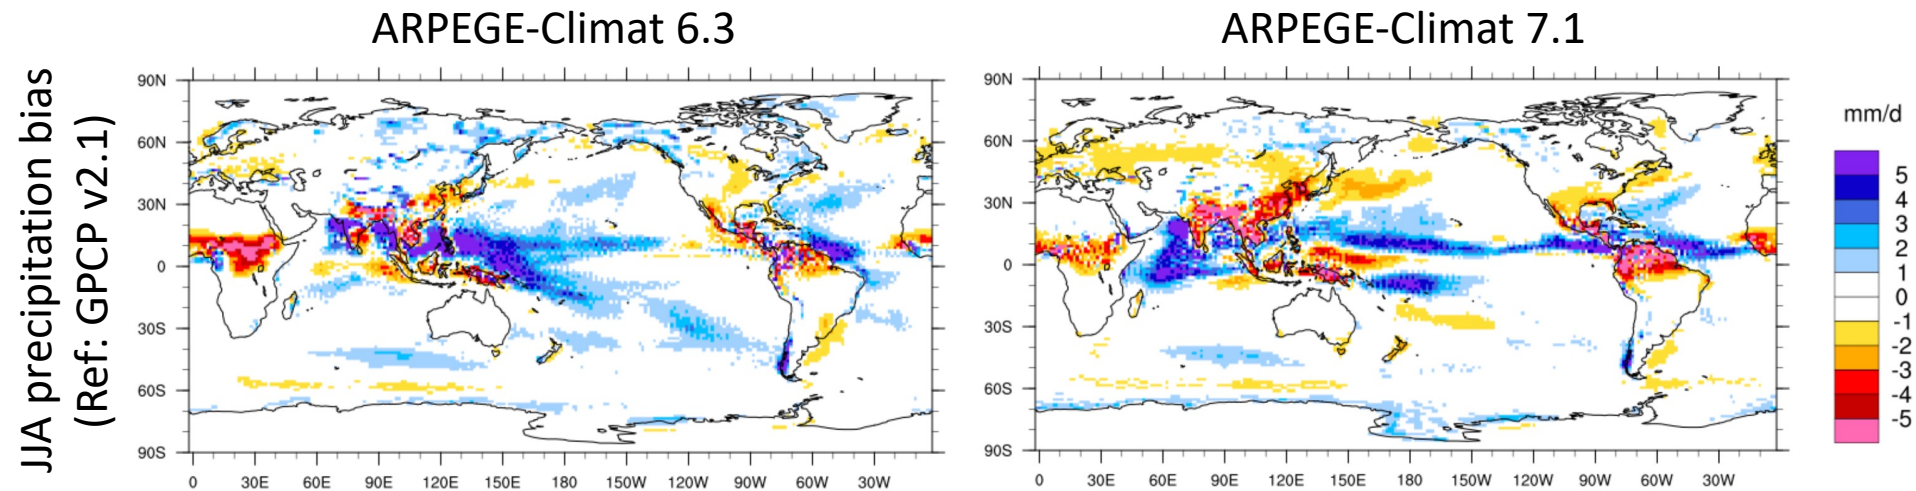 ARPEGE-Climat 6.3
ARPEGE-Climat 7.1
JJA precipitation bias
(Ref: GPCP v2.1)
90N
60N
30N
0
30S
60S
90S
0 30E 60E 90E 120E 150E 180 150W 120W 90W 60W 30W
90N
60N
30N
0
30S
60S
90S
0 30E 60E 90E 120E 150E 180 150W 120W 90W 60W 30W
mm/d
5
4
3
2
1
0
-1
-2
-3
-4
-5